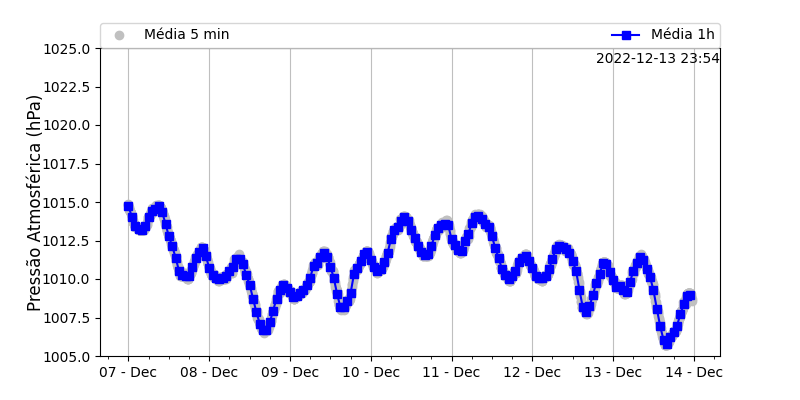 Média 5 min
Média 1h
2022-12-13 23:54
Pressão Atmosférica (hPa)
1025.0
1022.5
1020.0
1017.5
1015.0
1012.5
1010.0
1007.5
1005.0
07 - Dec
08 - Dec
09 - Dec
10 - Dec
11 - Dec
12 - Dec
13 - Dec
14 - Dec